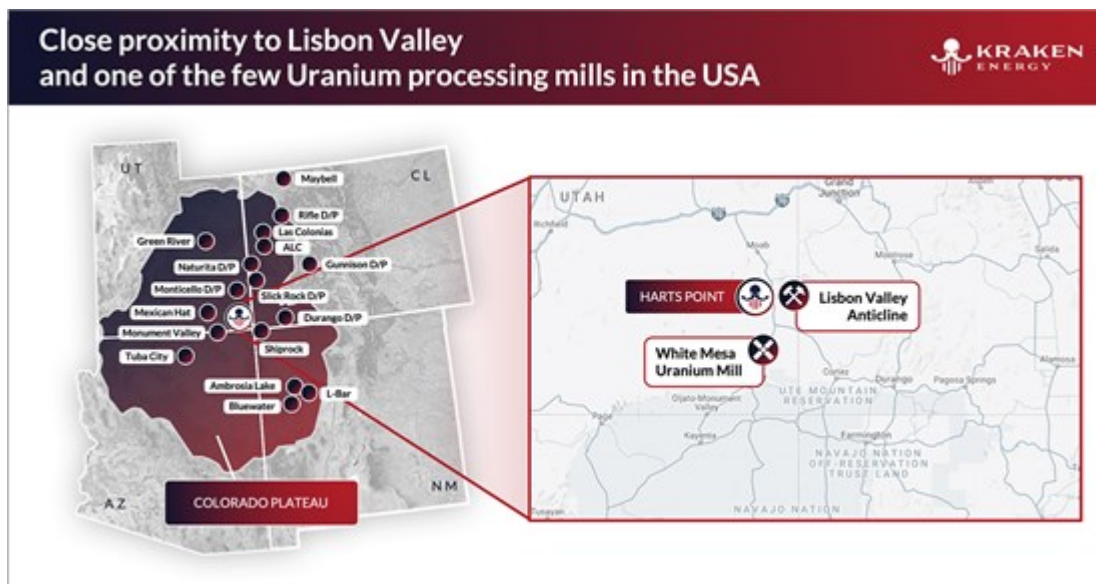 Close proximity to Lisbon Valley
and one of the few Uranium processing mills in the USA
KRAKEN
ENERGY
UT
CL
Maybell
Rifle D/P
Las Colonias
Green River
ALC
Naturita D/P
Gunnison D/P
Monticello D/P
Slick Rock D/P
Mexican Hat
Durango D/P
Monument Valley
Shiprock
Tuba City
Ambrosia Lake
L-Bar
Bluewater
AZ
NM
COLORADO PLATEAU
UTAH
Grand
Junction
Richfield
70
70
Moab
Montrose
Salida
HARTS POINT
Lisbon Valley
Anticline
White Mesa
Uranium Mill
Cortez
Durango
Pagosa Springs
Alamosa
UTE MOUNTAIN
RESERVATION
Oljato-Monument
Valley
Page
Kayenta
Farmington
NAVAJO NATION
OFF-RESERVATION
TRUST LAND
NAVAJO NATION
Tusayan